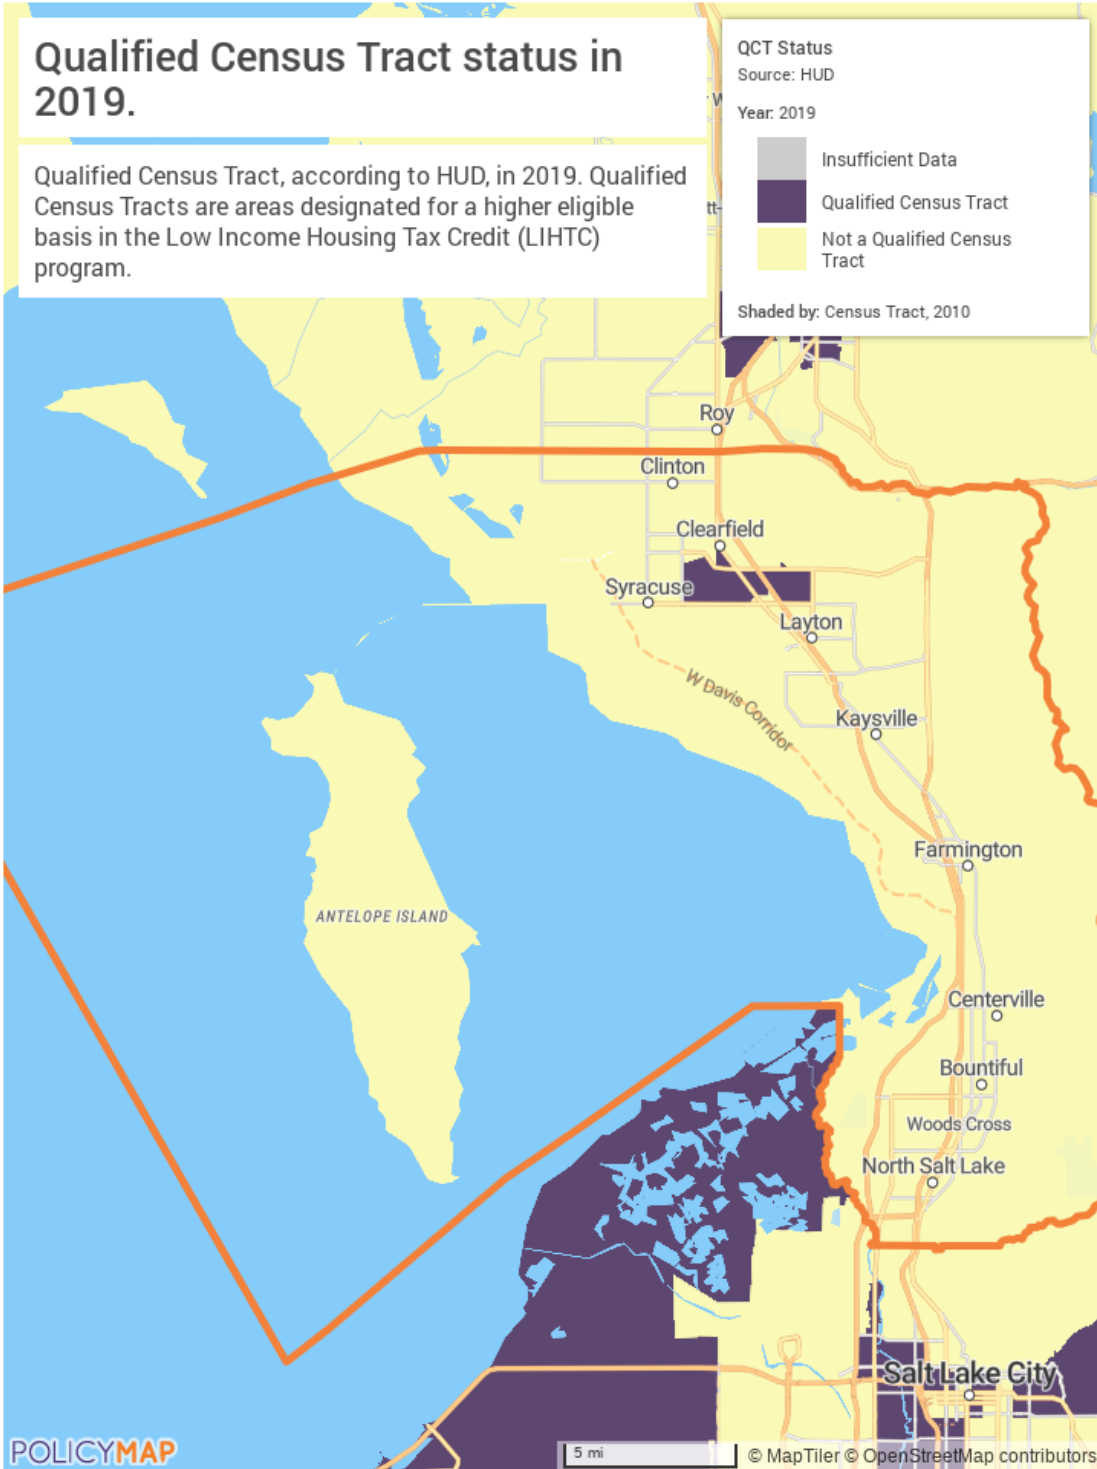 Qualified Census Tract status in
2019.
Qualified Census Tract, according to HUD, in 2019. Qualified
Census Tracts are areas designated for a higher eligible
basis in the Low Income Housing Tax Credit (LIHTC)
program.
QCT Status
Source: HUD
Year: 2019
Insufficient Data
Qualified Census Tract
Not a Qualified Census
Tract
Shaded by: Census Tract, 2010
Roy
Clinton
Clearfield
Syracuse
Layton
W Davis Corridor
Kaysville
Farmington
ANTELOPE ISLAND
Centerville
Bountiful
Woods Cross
North Salt Lake
Salt Lake City
POLICYMAP
5 mi
© MapTiler © OpenStreetMap contributors